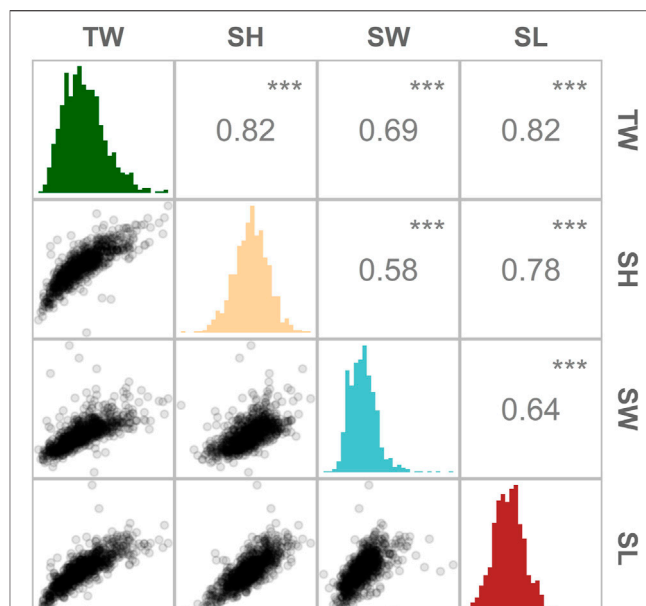 TW SH SW SL
*** *** ***
0.82 0.69 0.82 TW
*** ***
0.58 0.78 SH
***
0.64 SW
SL